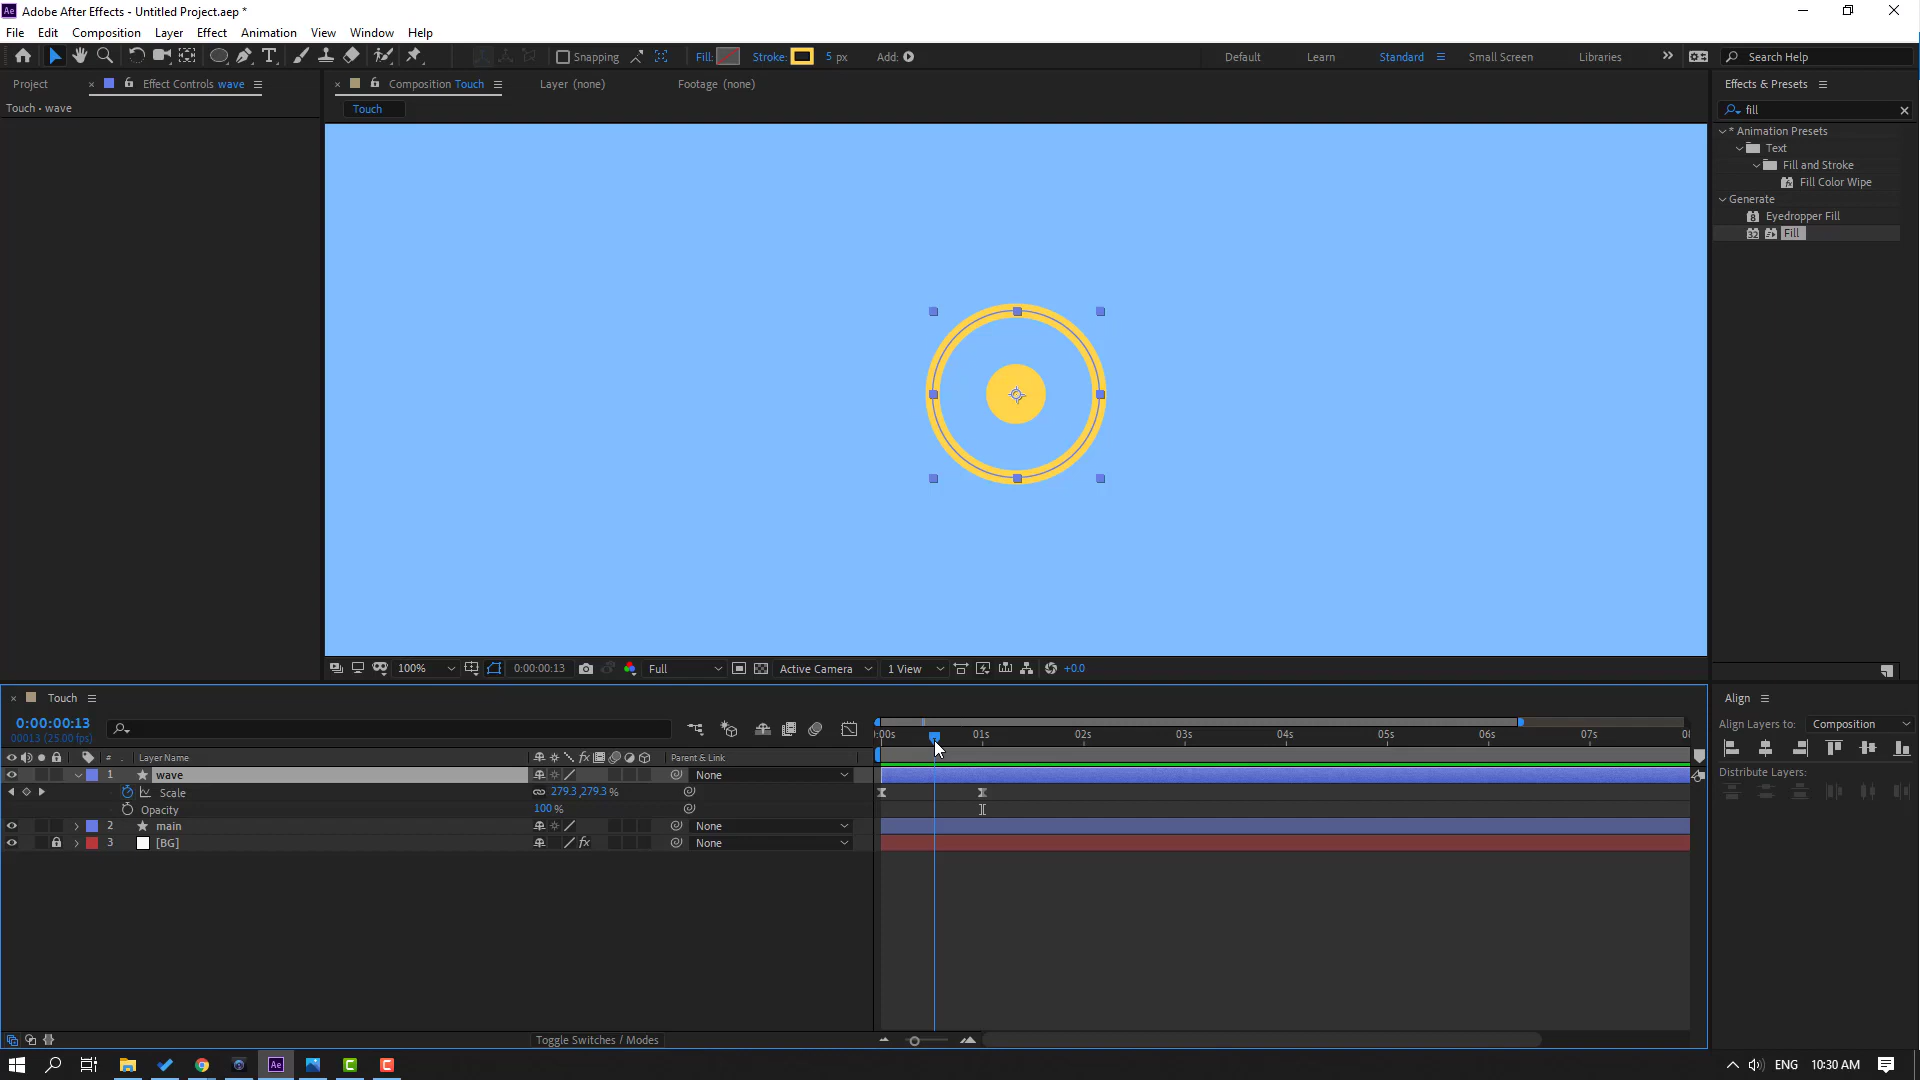 Ae Adobe After Effects - Untitled Project.aep *
File Edit Composition Layer Effect Animation View Window Help
Snapping Fill: Stroke: 5 px Add: Default Learn Standard Small Screen Libraries Search Help
Project Effect Controls wave Composition Touch Layer (none) Footage (none) Effects & Presets
Touch • wave Touch fill
* Animation Presets
Text
Fill and Stroke
Fill Color Wipe
Generate
Eyedropper Fill
Fill
100% 0:00:00:13 Full Active Camera 1 View +0.0
Touch Align
0:00:00:13
00013 (25.00 fps)
Align Layers to: Composition
:00s 01s 02s 03s 04s 05s 06s 07s 08
# . Layer Name fx Parent & Link
Distribute Layers:
1 wave None
Scale 279.3,279.3 %
Opacity 100 %
2 main None
3 [BG] fx None
Toggle Switches / Modes
Ae C C ENG 10:30 AM